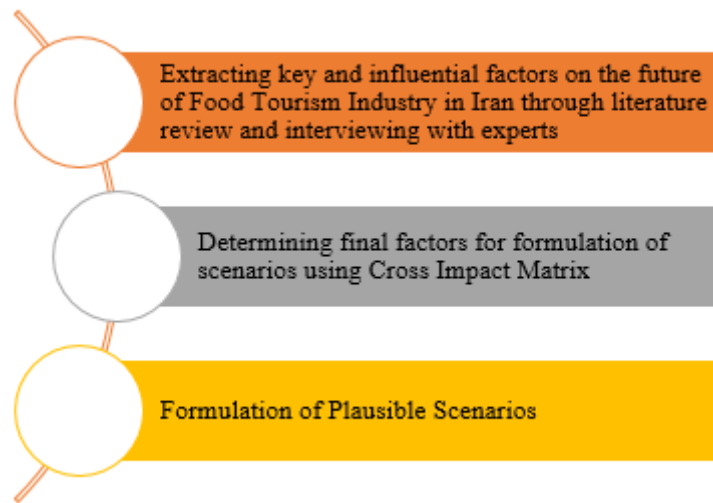 Extracting key and influential factors on the future
of Food Tourism Industry in Iran through literature
review and interviewing with experts
Determining final factors for formulation of
scenarios using Cross Impact Matrix
Formulation of Plausible Scenarios